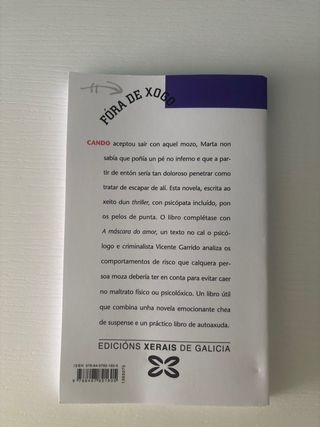 FÓRA DE XOGO
CANDO aceptou saír con aquel mozo, Marta non
sabía que poñía un pé no inferno e que a par-
tir de entón sería tan doloroso penetrar como
tratar de escapar de alí. Esta novela, escrita ao
xeito dun thriller, con psicópata incluído, pon
os pelos de punta. O libro complétase con
A máscara do amor, un texto no cal o psicó-
logo e criminalista Vicente Garrido analiza os
comportamentos de risco que calquera per-
soa moza debería ter en conta para evitar caer
no maltrato físico ou psicolóxico. Un libro útil
que combina unha novela emocionante chea
de suspense e un práctico libro de autoaxuda.
EDICIÓNS XERAIS DE GALICIA